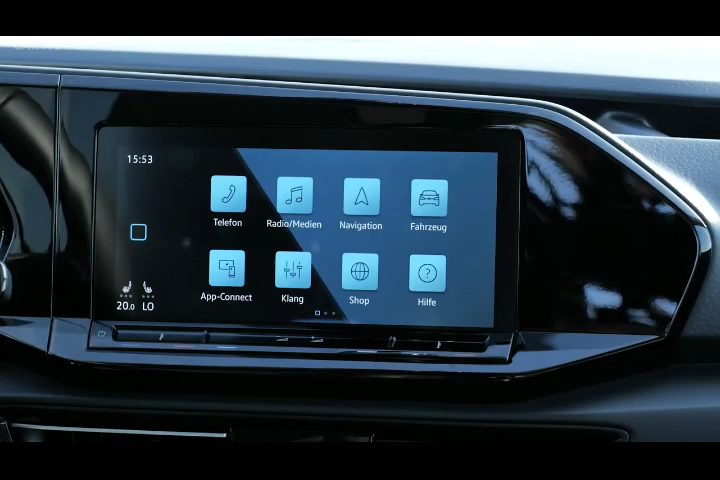 15:53
Telefon
Radio/Medien
Navigation
Fahrzeug
App-Connect
Klang
Shop
Hilfe
20.0 LO